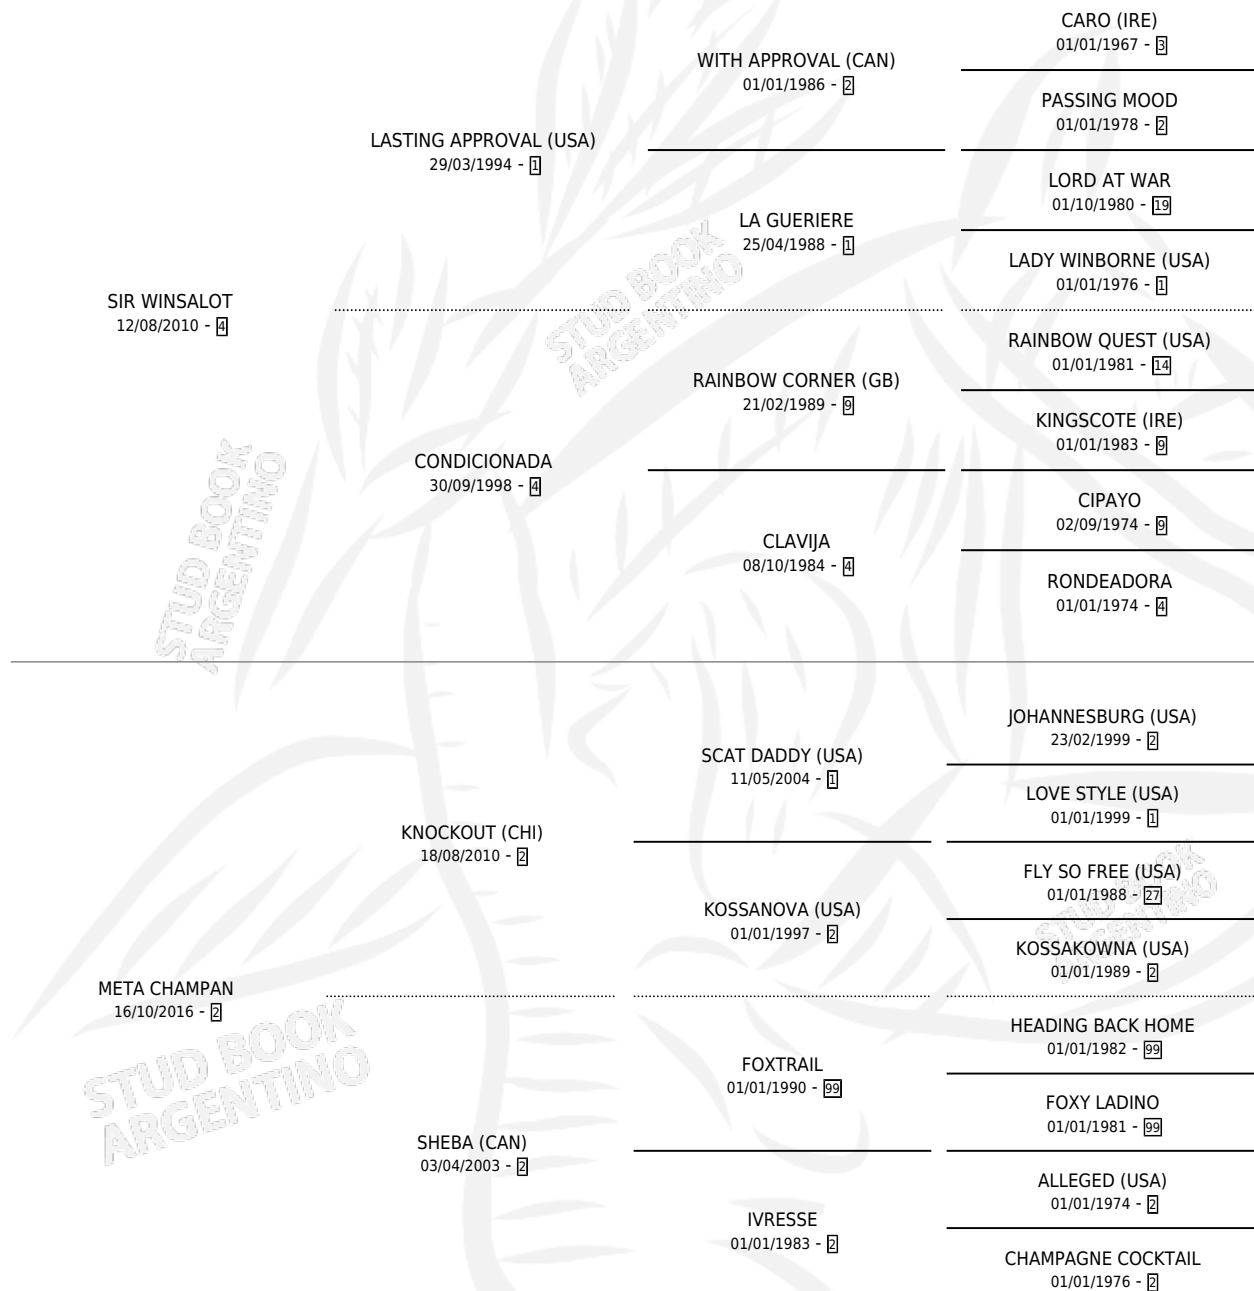 CARO (IRE)
01/01/1967 - 3
WITH APPROVAL (CAN)
01/01/1986 - 2
PASSING MOOD
01/01/1978 - 2
LASTING APPROVAL (USA)
29/03/1994 - 1
LORD AT WAR
01/10/1980 - 19
LA GUERIERE
25/04/1988 - 1
LADY WINBORNE (USA)
01/01/1976 - 1
SIR WINSALOT
12/08/2010 - 4
RAINBOW QUEST (USA)
01/01/1981 - 14
RAINBOW CORNER (GB)
21/02/1989 - 9
KINGSCOTE (IRE)
01/01/1983 - 9
CONDICIONADA
30/09/1998 - 4
CIPAYO
02/09/1974 - 9
CLAVIJA
08/10/1984 - 4
RONDEADORA
01/01/1974 - 4
JOHANNESBURG (USA)
23/02/1999 - 2
SCAT DADDY (USA)
11/05/2004 - 1
LOVE STYLE (USA)
01/01/1999 - 1
KNOCKOUT (CHI)
18/08/2010 - 2
FLY SO FREE (USA)
01/01/1988 - 27
KOSSANOVA (USA)
01/01/1997 - 2
KOSSAKOWNA (USA)
01/01/1989 - 2
META CHAMPAN
16/10/2016 - 2
HEADING BACK HOME
01/01/1982 - 99
FOXTRAIL
01/01/1990 - 99
FOXY LADINO
01/01/1981 - 99
SHEBA (CAN)
03/04/2003 - 2
ALLEGED (USA)
01/01/1974 - 2
IVRESSE
01/01/1983 - 2
CHAMPAGNE COCKTAIL
01/01/1976 - 2
STUD BOOK
ARGENTINO
STUD BOOK
ARGENTINO
STUD BOOK
ARGENTINO
STUD BOOK
ARGENTINO